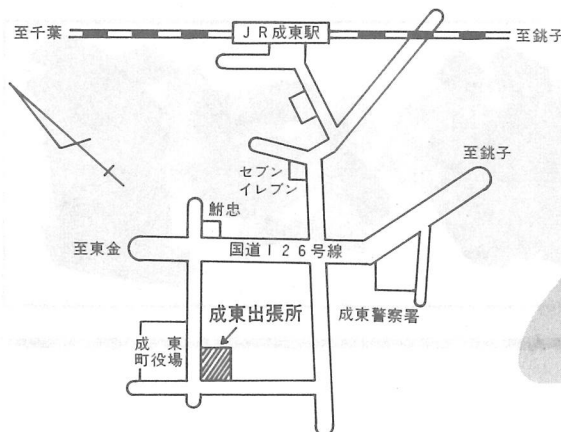 至千葉
JR成東駅
至銚子
至銚子
セブン
イレブン
鮒忠
至東金
国道126号線
成東出張所
成東警察署
成東
町役場